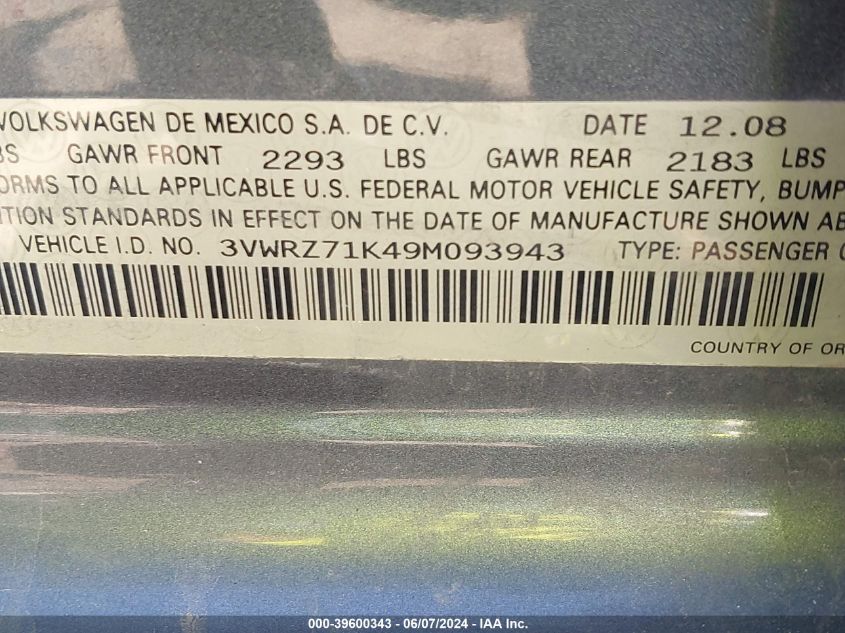 VOLKSWAGEN DE MEXICO S.A. DE C.V. DATE 12.08
BS GAWR FRONT 2293 LBS GAWR REAR 2183 LBS
ORMS TO ALL APPLICABLE U.S. FEDERAL MOTOR VEHICLE SAFETY, BUMP
TION STANDARDS IN EFFECT ON THE DATE OF MANUFACTURE SHOWN AB
VEHICLE I.D. NO. 3VWRZ71K49M093943 TYPE: PASSENGER C
COUNTRY OF OR
000-39600343 - 06/07/2024 - IAA Inc.